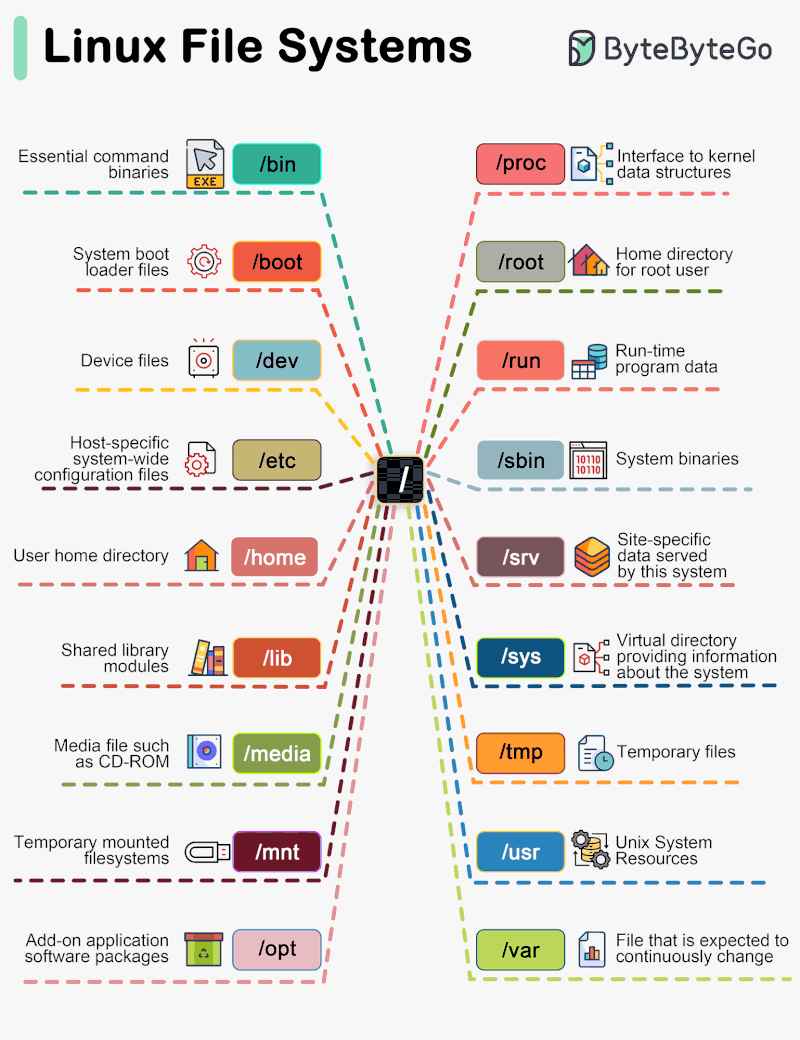 Linux File Systems
ByteByteGo
Essential command
binaries
EXE
/bin
System boot
loader files
/boot
Device files
/dev
Host-specific
system-wide
configuration files
/etc
User home directory
/home
Shared library
modules
/lib
Media file such
as CD-ROM
/media
Temporary mounted
filesystems
/mnt
Add-on application
software packages
/opt
/
/proc
Interface to kernel
data structures
/root
Home directory
for root user
/run
Run-time
program data
/sbin
10110
10110
System binaries
/srv
Site-specific
data served
by this system
/sys
Virtual directory
providing information
about the system
/tmp
Temporary files
/usr
Unix System
Resources
/var
File that is expected to
continuously change